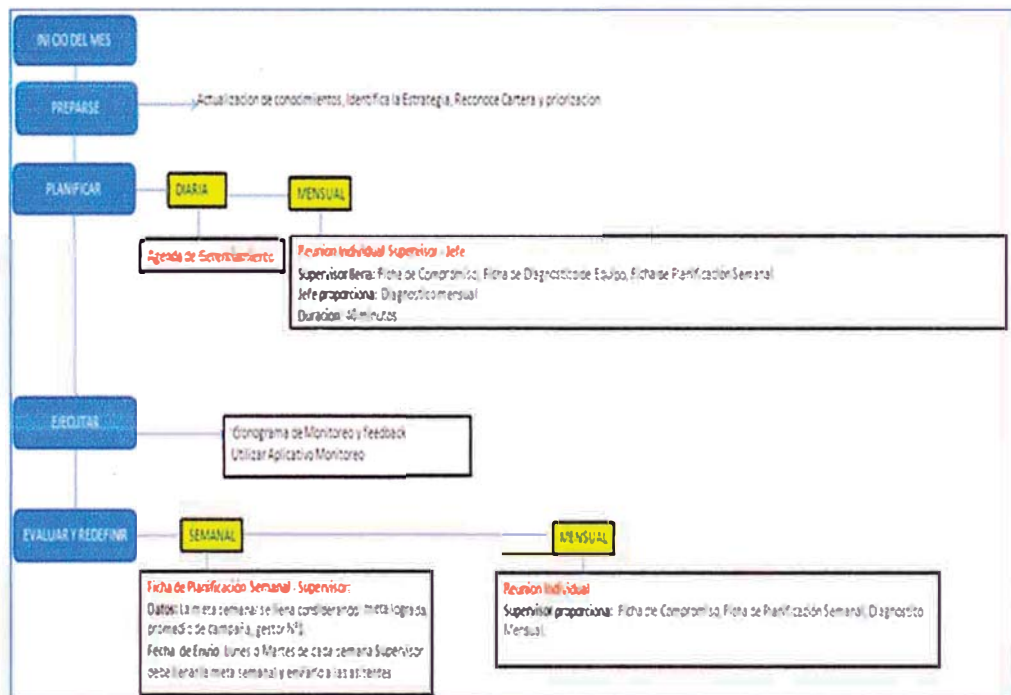 INICIO DEL MES
PREPARSE
Actualizacion de conocimientos, Identifica la Estrategia, Reconoce Cartera y priorizacion
PLANIFICAR
DIARIA
MENSUAL
Agenda de Gerenciamiento
Reunion Individual Supervisor - Jefe
Supervisor llena: Ficha de Compromiso, Ficha de Diagnostico de Equipo, Ficha de Planificación Semanal
Jefe proporciona: Diagnostico mensual
Duracion: 40 minutos
EJECUTAR
Cronograma de Monitoreo y feedback
Utilizar Aplicativo Monitoreo
EVALUAR Y REDEFINIR
SEMANAL
MENSUAL
Ficha de Planificación Semanal - Supervisor:
Datos: La meta semanal se llena considerando: meta lograda,
promedio de campaña, gestor N°1
Fecha de Envio: Lunes o Martes de cada semana Supervisor
debe llenar la meta semanal y enviarlo a las asistentes
Reunion Individual
Supervisor proporciona: Ficha de Compromiso, Ficha de Planificación Semanal, Diagnostico
Mensual